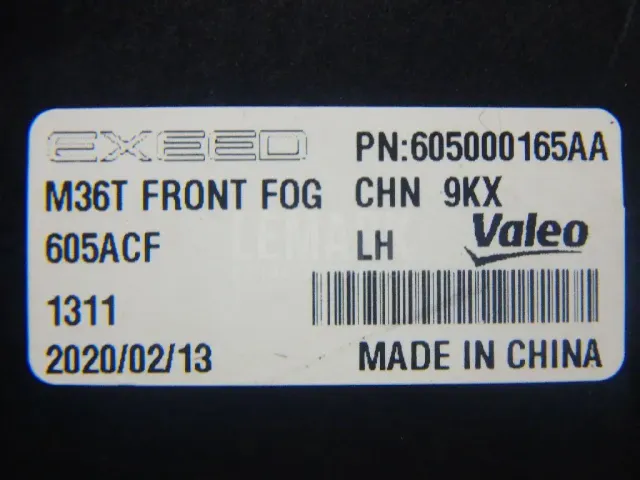 EXEED PN:605000165AA
M36T FRONT FOG CHN 9KX
605ACF LH Valeo
1311
2020/02/13 MADE IN CHINA